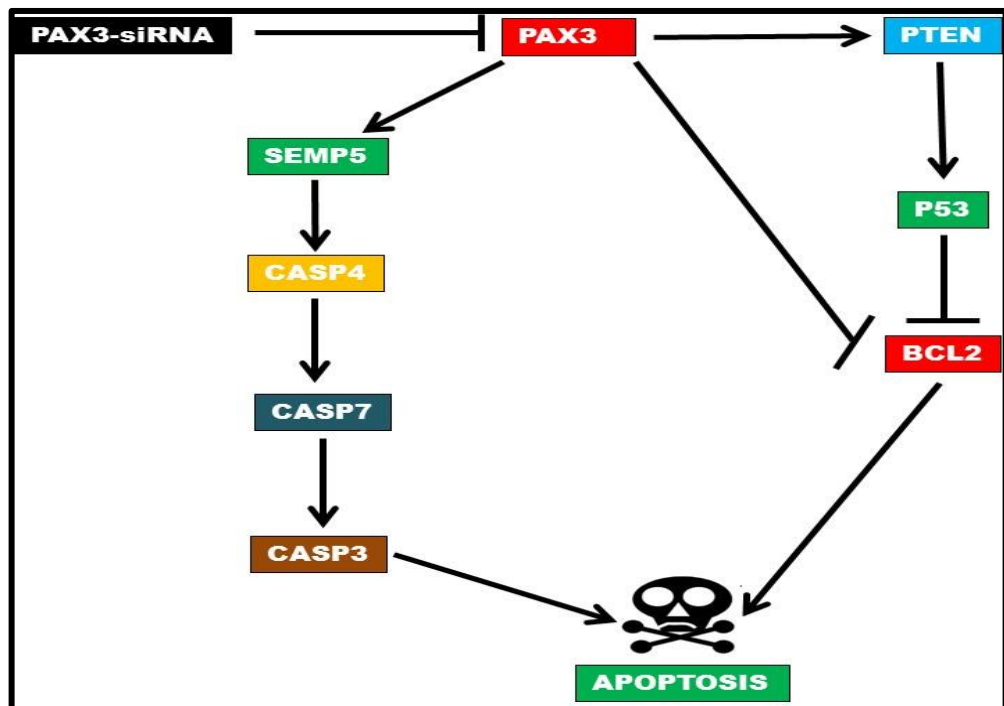 PAX3-siRNA
PAX3
PTEN
SEMP5
P53
CASP4
BCL2
CASP7
CASP3
APOPTOSIS